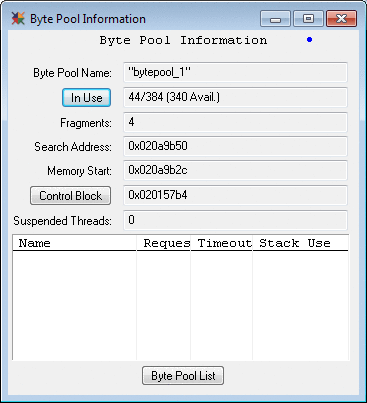 Byte Pool Information
Byte Pool Information
Byte Pool Name: "bytepool_1"
In Use 44/384 (340 Avail.)
Fragments: 4
Search Address: 0x020a9b50
Memory Start: 0x020a9b2c
Control Block 0x020157b4
Suspended Threads: 0
Name Reques Timeout Stack Use
Byte Pool List